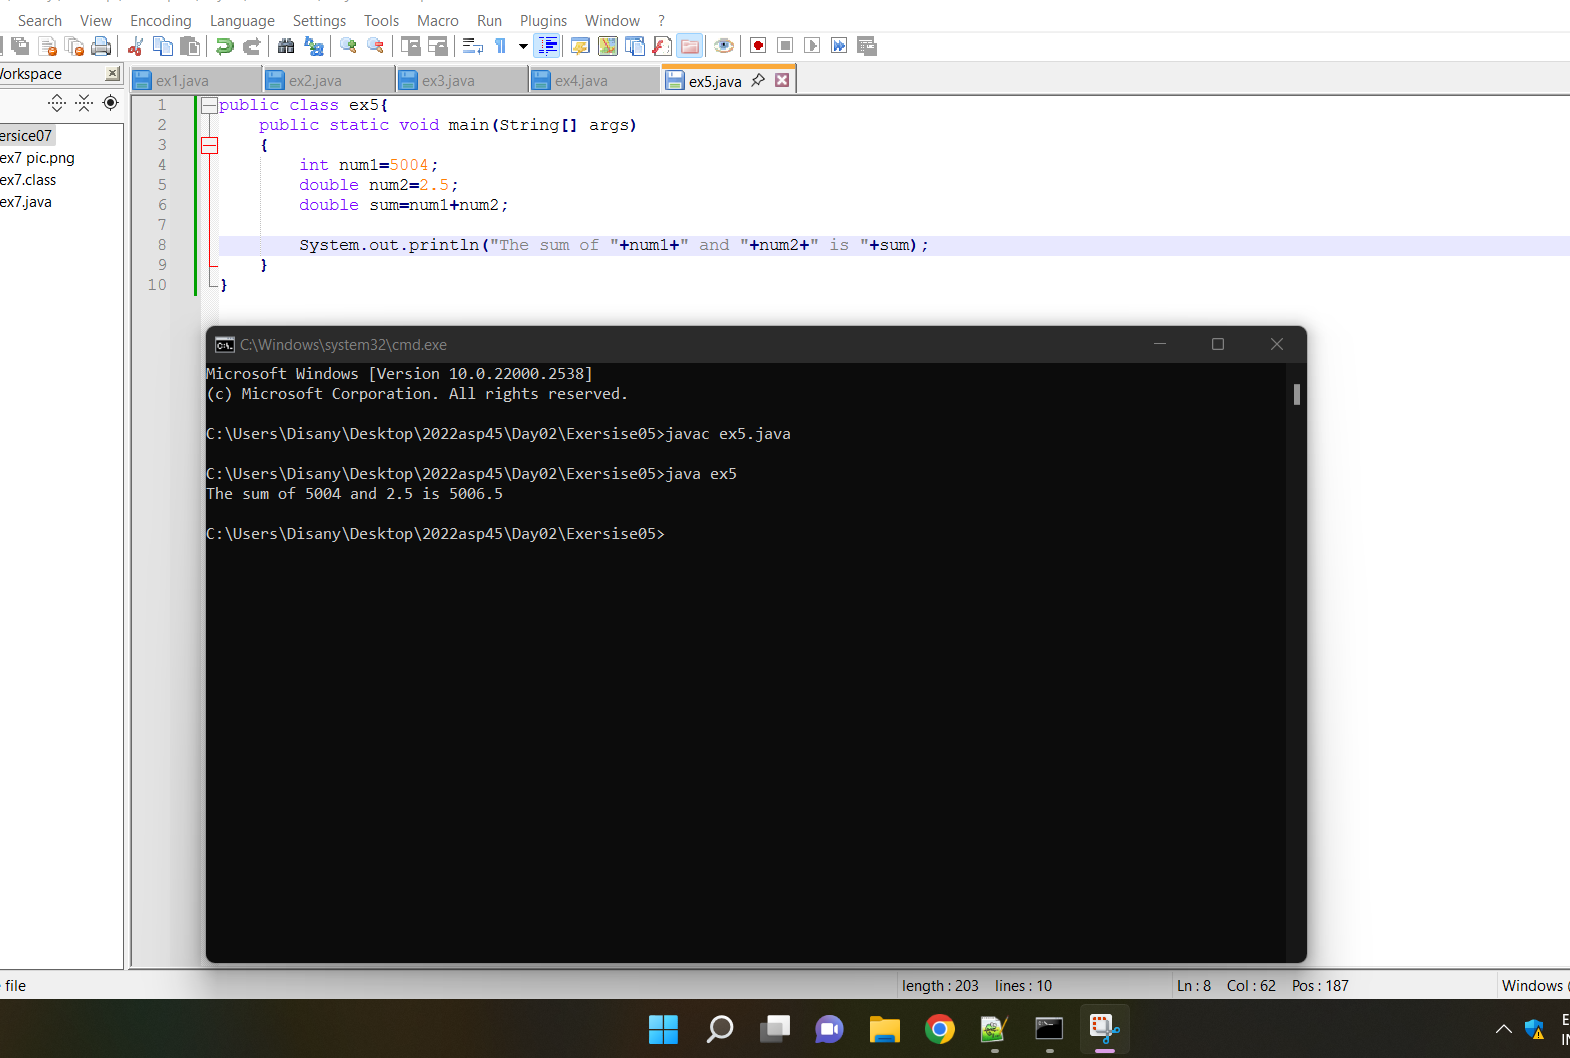 Search View Encoding Language Settings Tools Macro Run Plugins Window ?
orkspace
ex1.java ex2.java ex3.java ex4.java ex5.java
ersice07
ex7 pic.png
ex7.class
ex7.java
1 public class ex5{
2 public static void main(String[] args)
3 {
4 int num1=5004;
5 double num2=2.5;
6 double sum=num1+num2;
7
8 System.out.println("The sum of "+num1+" and "+num2+" is "+sum);
9 }
10 }
C:\Windows\system32\cmd.exe
Microsoft Windows [Version 10.0.22000.2538]
(c) Microsoft Corporation. All rights reserved.
C:\Users\Disany\Desktop\2022asp45\Day02\Exersise05>javac ex5.java
C:\Users\Disany\Desktop\2022asp45\Day02\Exersise05>java ex5
The sum of 5004 and 2.5 is 5006.5
C:\Users\Disany\Desktop\2022asp45\Day02\Exersise05>
file length : 203 lines : 10 Ln : 8 Col : 62 Pos : 187 Windows (